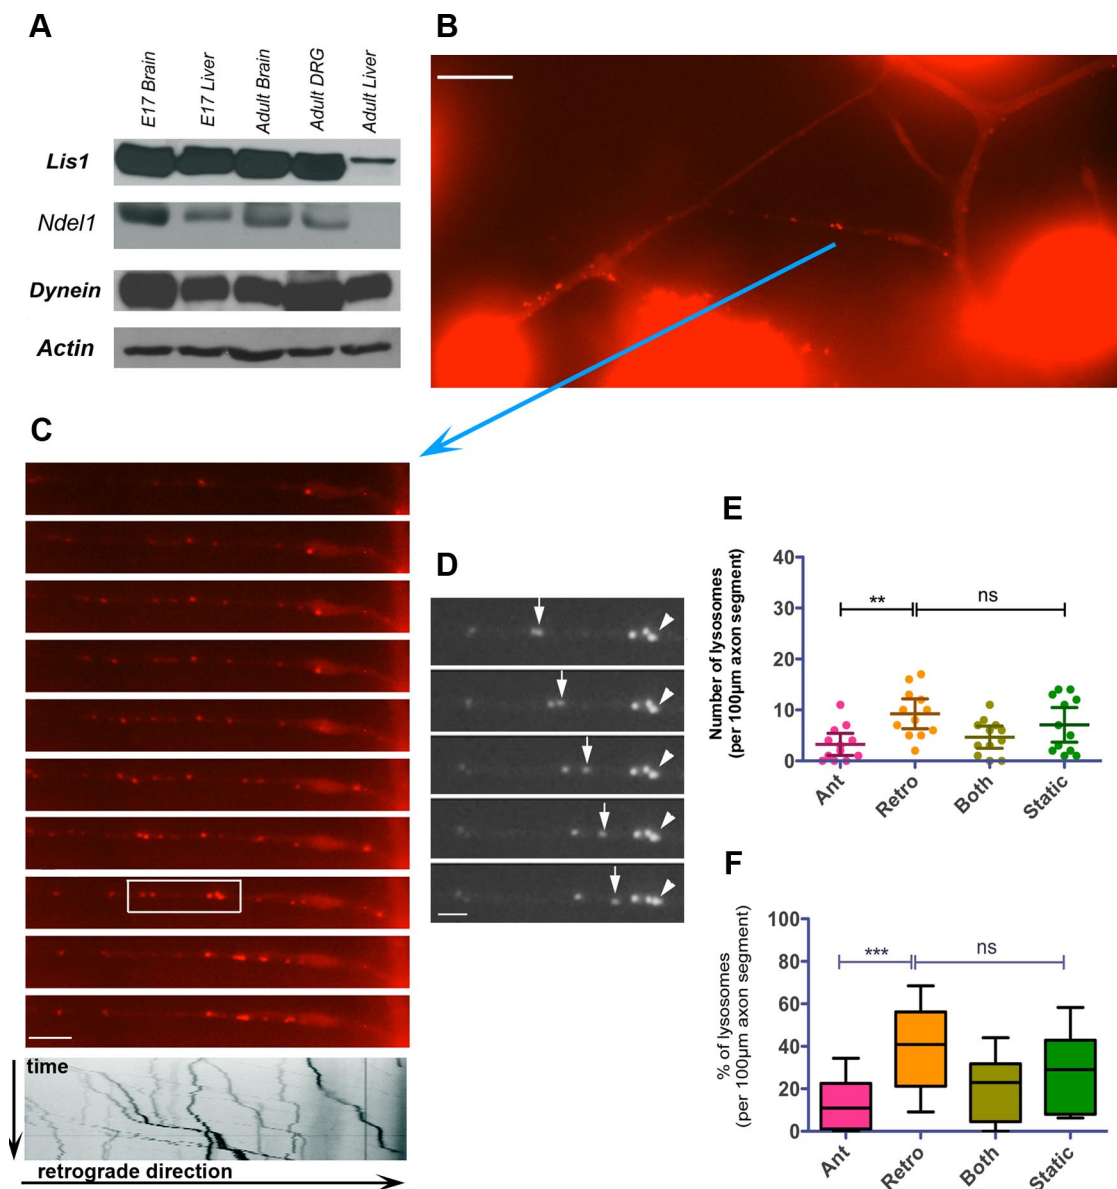 A
E17 Brain
E17 Liver
Adult Brain
Adult DRG
Adult Liver
Lis1
Ndel1
Dynein
Actin
B
C
time
retrograde direction
D
E
Number of lysosomes
(per 100µm axon segment)
40
30
20
10
0
**
ns
Ant
Retro
Both
Static
F
% of lysosomes
(per 100µm axon segment)
100
80
60
40
20
0
***
ns
Ant
Retro
Both
Static